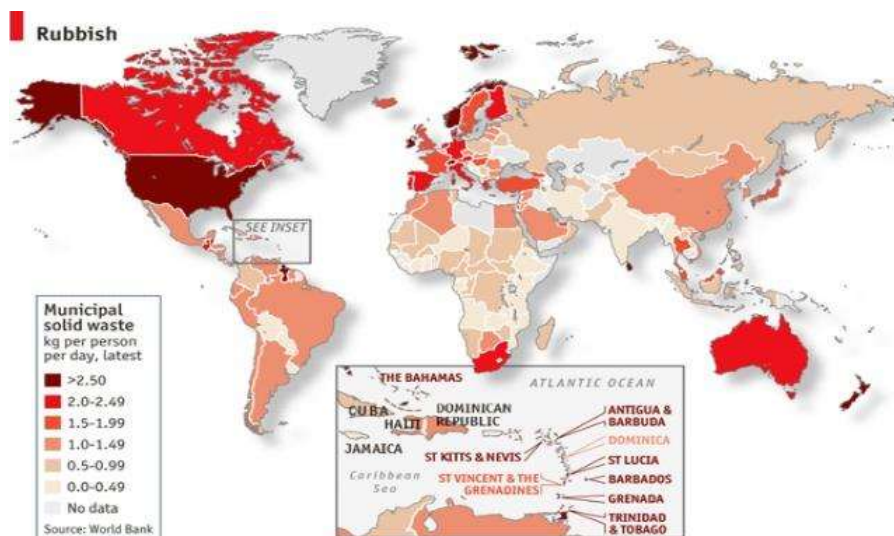 Rubbish
SEE INSET
Municipal
solid waste
kg per person
per day, latest
>2.50
2.0-2.49
1.5-1.99
1.0-1.49
0.5-0.99
0.0-0.49
No data
Source: World Bank
THE BAHAMAS
ATLANTIC OCEAN
CUBA
HAITI
DOMINICAN
REPUBLIC
JAMAICA
ANTIGUA &
BARBUDA
DOMINICA
ST KITTS & NEVIS
ST LUCIA
Caribbean
Sea
ST VINCENT & THE
GRENADINES
BARBADOS
GRENADA
TRINIDAD
& TOBAGO